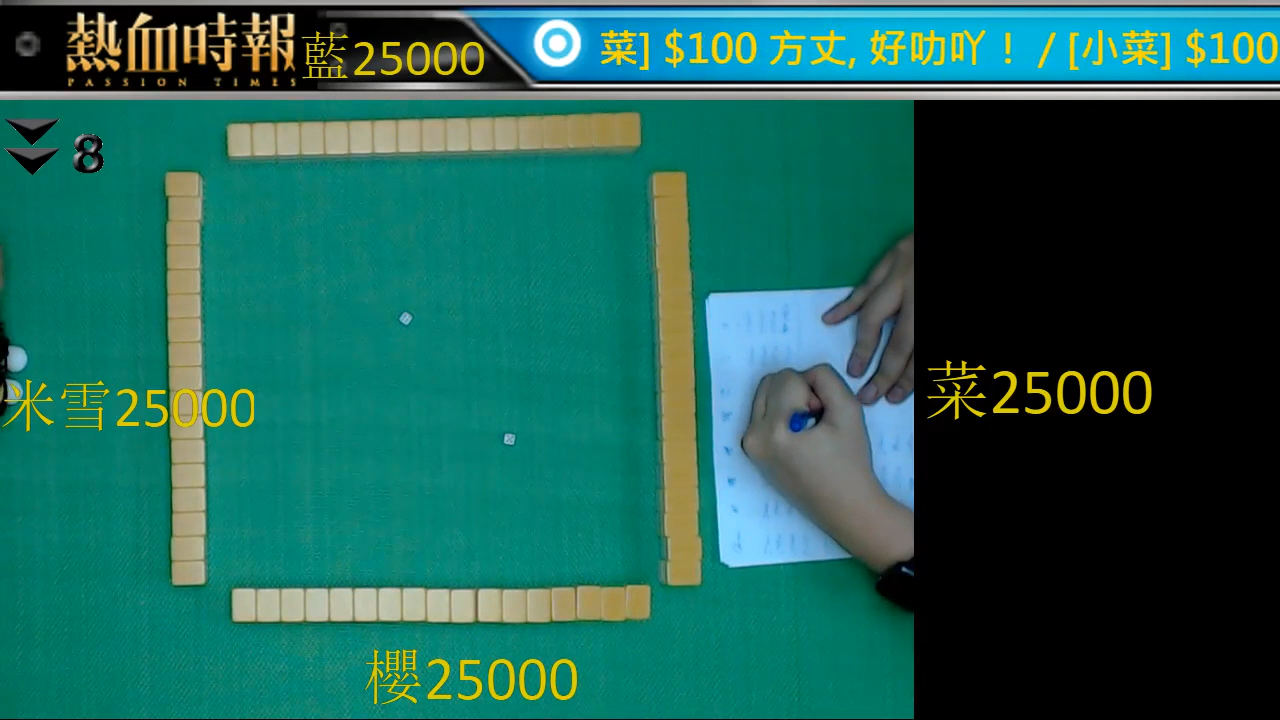 熱血時報
PASSION TIMES
藍25000
菜] $100 方丈, 好叻吖！ / [小菜] $100
8
米雪25000
菜25000
櫻25000